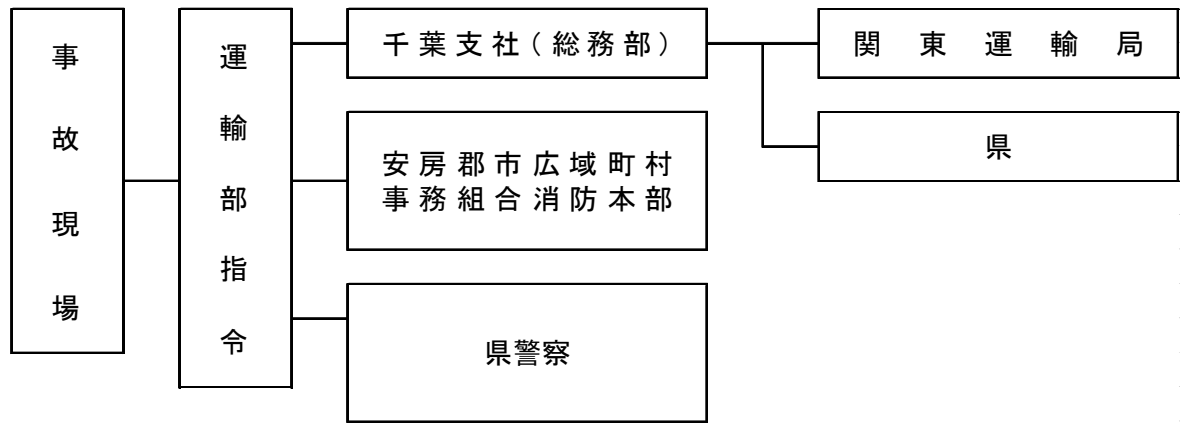 事故現場
運輸部指令
千葉支社（総務部）
関東運輸局
県
安房郡市広域町村
事務組合消防本部
県警察